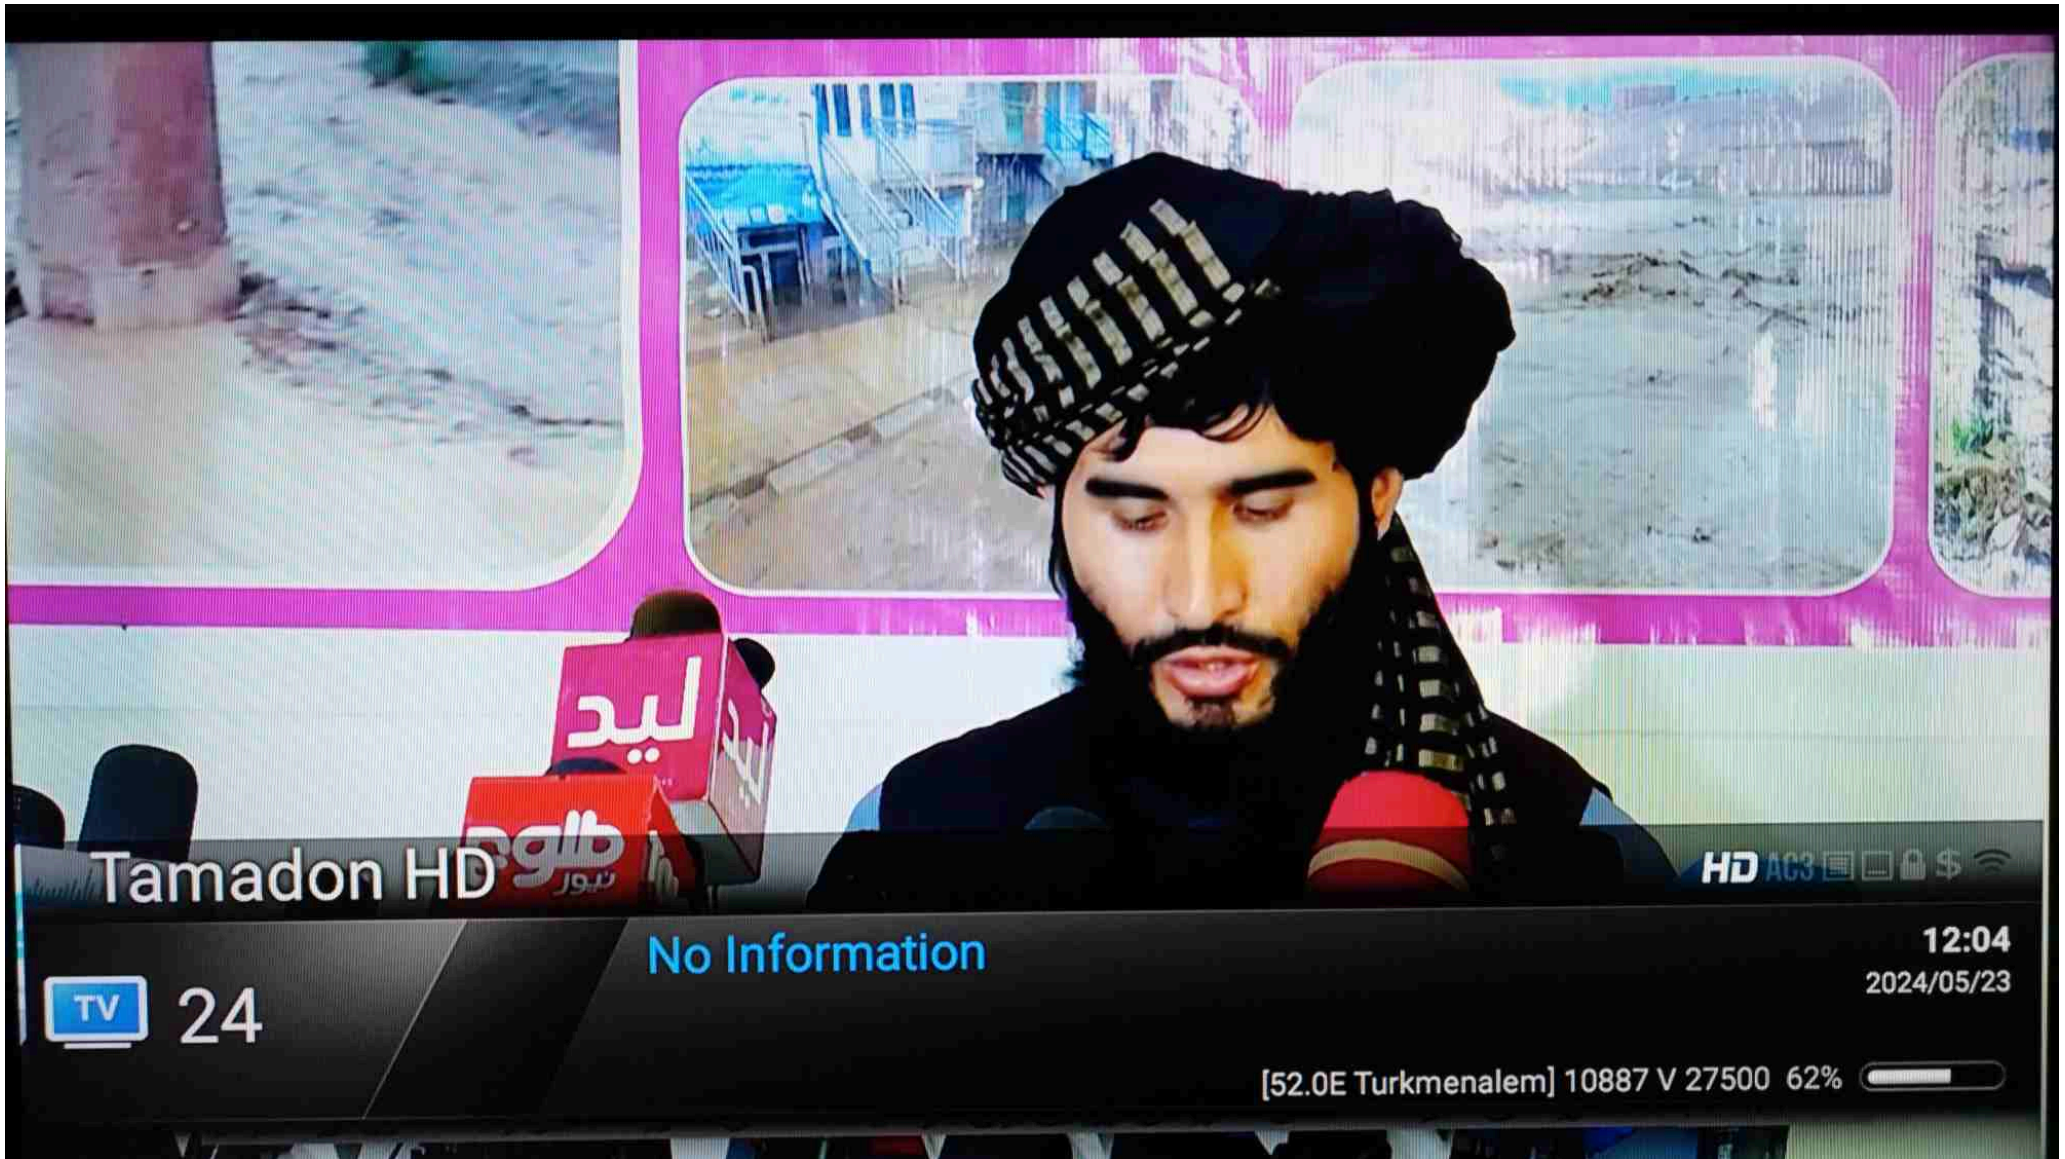 لید
طلوع
نیوز
Tamadon HD
HD AC3 $
No Information
12:04
2024/05/23
TV 24
[52.0E Turkmenalem] 10887 V 27500 62%